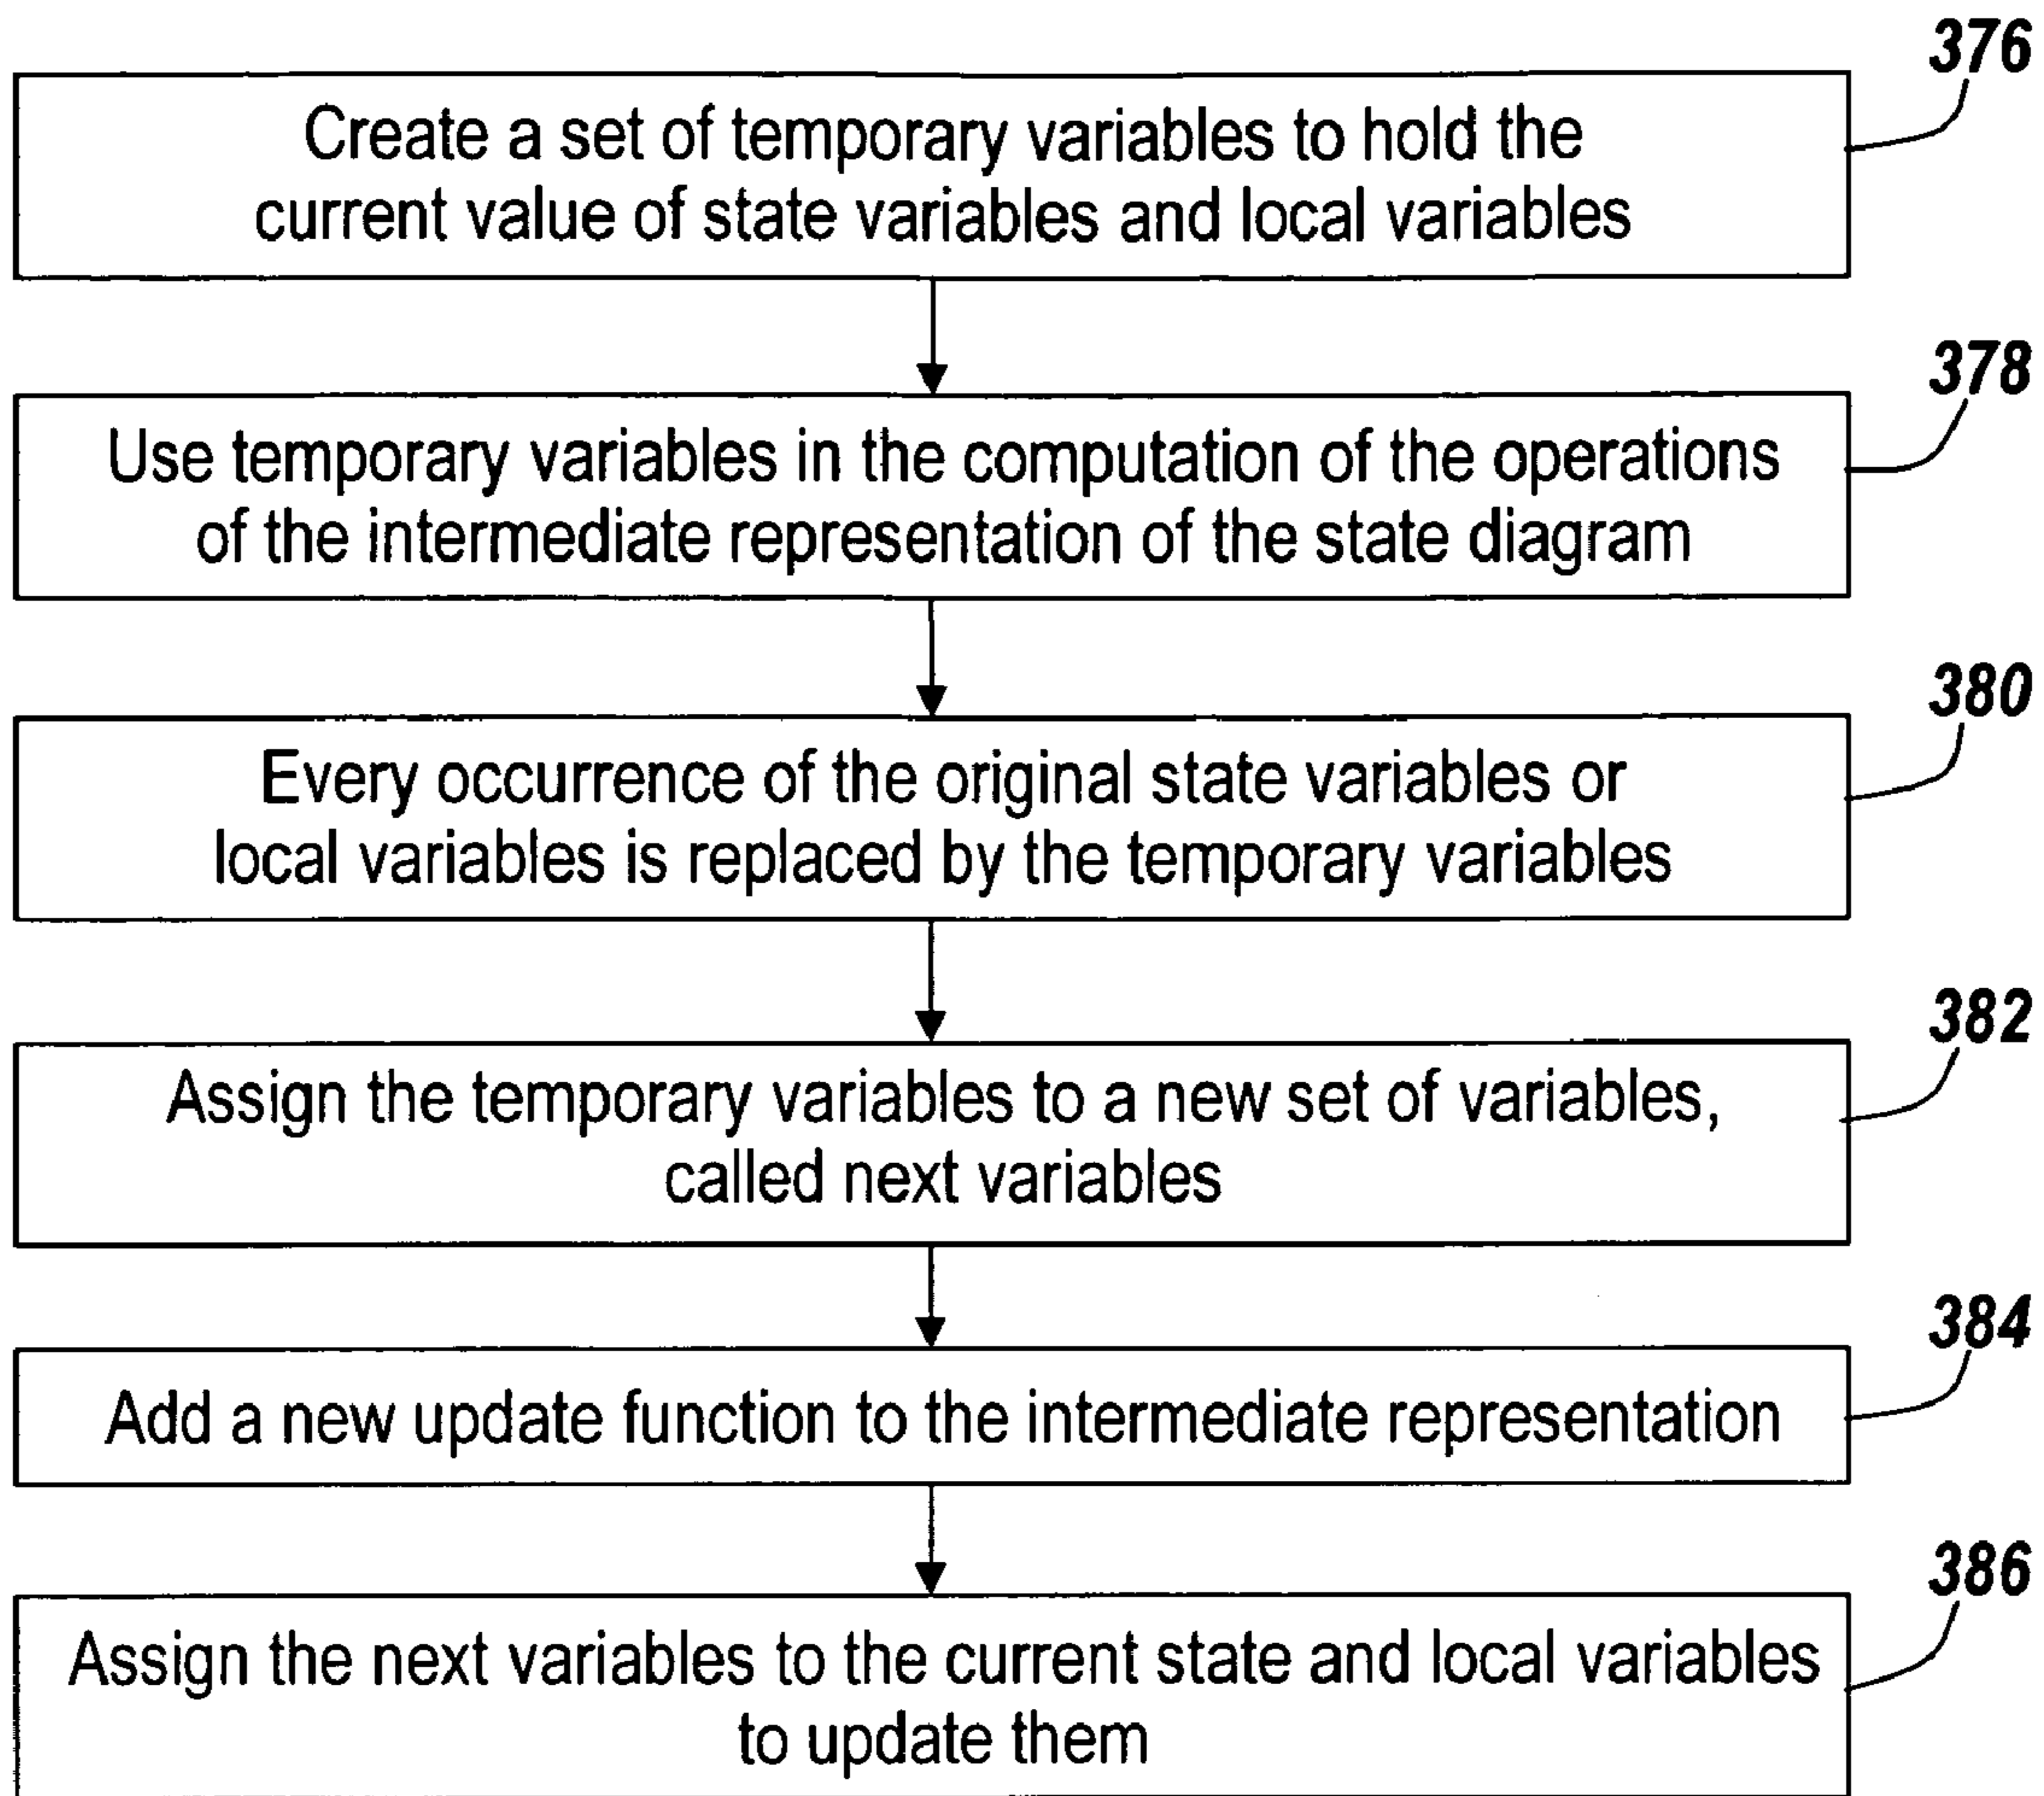 376
Create a set of temporary variables to hold the
current value of state variables and local variables
378
Use temporary variables in the computation of the operations
of the intermediate representation of the state diagram
380
Every occurrence of the original state variables or
local variables is replaced by the temporary variables
382
Assign the temporary variables to a new set of variables,
called next variables
384
Add a new update function to the intermediate representation
386
Assign the next variables to the current state and local variables
to update them